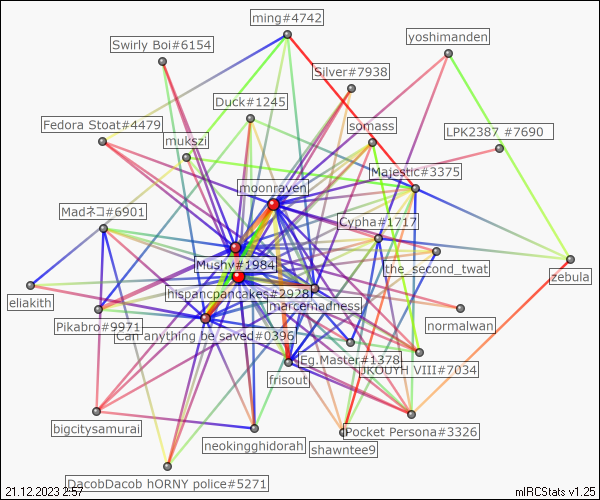 ming#4742
yoshimanden
Swirly Boi#6154
Silver#7938
Duck#1245
Fedora Stoat#4479
somass
LPK2387_#7690
mukszi
Majestic#3375
moonraven
Madネコ#6901
Cypha#1717
Mushy#1984
the_second_twat
zebula
hispancpancakes#2928
eliakith
marcemadness
Pikabro#9971
normalwan
Can anything be saved#0396
Eg.Master#1378
JKOUYH VIII#7034
frisout
bigcitysamurai
Pocket Persona#3326
neokingghidorah
shawntee9
DacobDacob hORNY police#5271
21.12.2023 2:57
mIRCStats v1.25